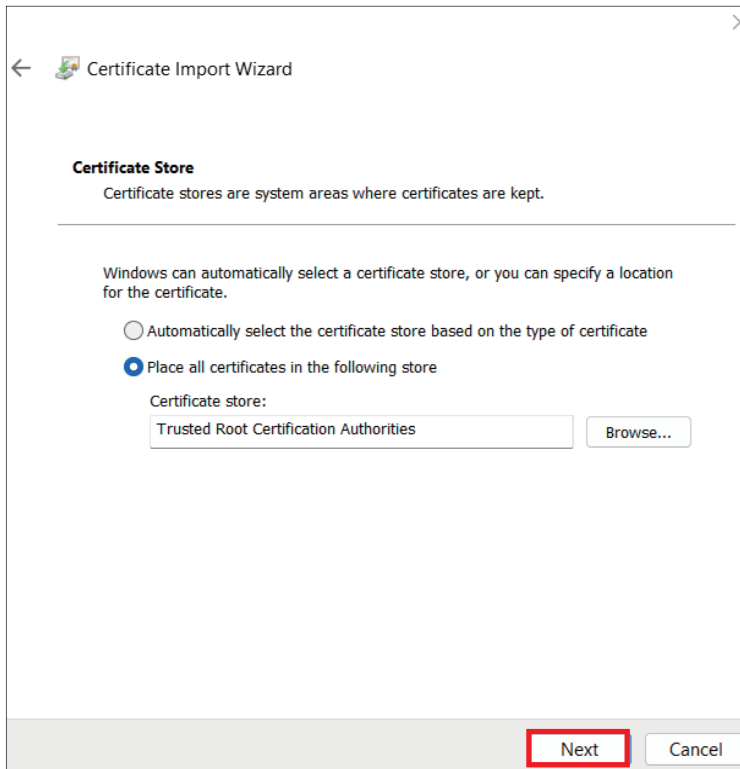 Certificate Import Wizard
Certificate Store
Certificate stores are system areas where certificates are kept.
Windows can automatically select a certificate store, or you can specify a location
for the certificate.
Automatically select the certificate store based on the type of certificate
Place all certificates in the following store
Certificate store:
Trusted Root Certification Authorities
Browse...
Next
Cancel